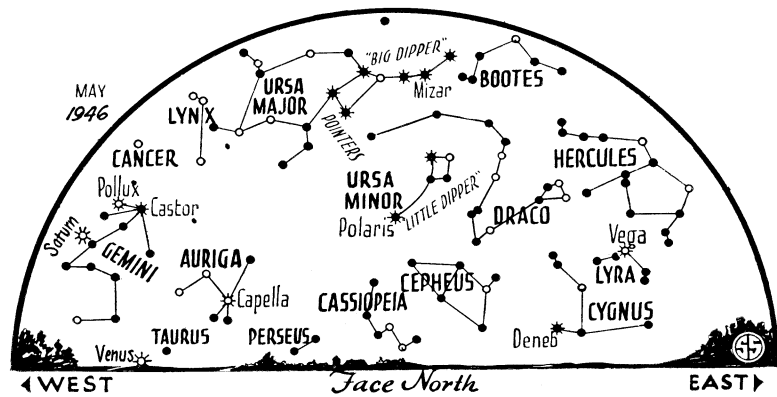 "BIG DIPPER"
BOOTES
URSA
MAJOR
Mizar
MAY
1946
LYNX
POINTERS
CANCER
HERCULES
Pollux
Castor
URSA
MINOR
"LITTLE DIPPER"
Polaris
DRACO
Saturn
GEMINI
Vega
AURIGA
LYRA
CEPHEUS
Capella
CASSIOPEIA
CYGNUS
TAURUS
PERSEUS
Deneb
Venus
WEST
Face North
EAST